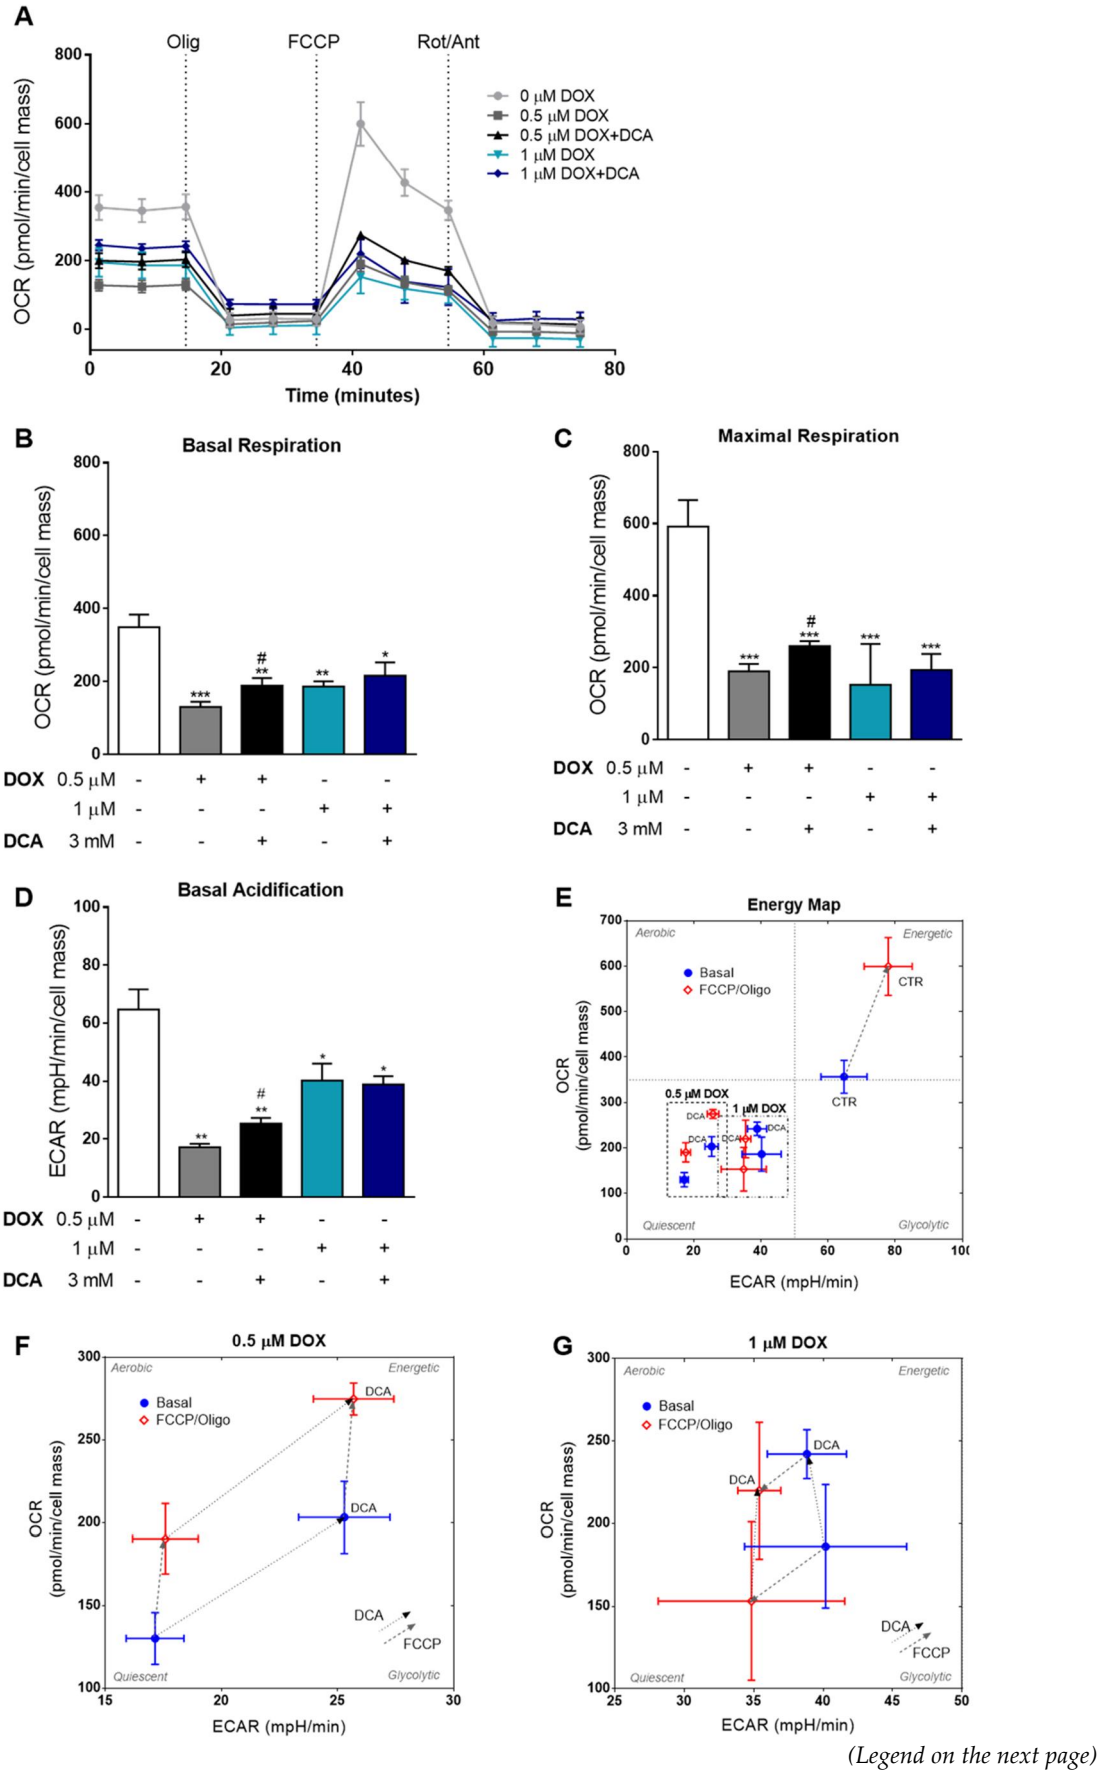 A
Olig FCCP Rot/Ant
OCR (pmol/min/cell mass)
800
600
400
200
0
0 μM DOX
0.5 μM DOX
0.5 μM DOX+DCA
1 μM DOX
1 μM DOX+DCA
0 20 40 60 80
Time (minutes)
B
Basal Respiration
OCR (pmol/min/cell mass)
800
600
400
200
0
*** # ** ** *
DOX 0.5 μM - + + - -
1 μM - - - + +
DCA 3 mM - - + - +
C
Maximal Respiration
OCR (pmol/min/cell mass)
800
600
400
200
0
*** # *** *** ***
DOX 0.5 μM - + + - -
1 μM - - - + +
DCA 3 mM - - + - +
D
Basal Acidification
ECAR (mpH/min/cell mass)
100
80
60
40
20
0
** # ** * *
DOX 0.5 μM - + + - -
1 μM - - - + +
DCA 3 mM - - + - +
E
Energy Map
OCR
(pmol/min/cell mass)
700
600
500
400
300
200
100
0
Aerobic Energetic
Basal
FCCP/Oligo
CTR
CTR
0.5 μM DOX
1 μM DOX
DCA
DCA
DCA
DCA
Quiescent Glycolytic
0 20 40 60 80 100
ECAR (mpH/min)
F
0.5 μM DOX
OCR
(pmol/min/cell mass)
300
250
200
150
100
Aerobic Energetic
Basal
FCCP/Oligo
DCA
DCA
DCA
FCCP
Quiescent Glycolytic
15 20 25 30
ECAR (mpH/min)
G
1 μM DOX
OCR
(pmol/min/cell mass)
300
250
200
150
100
Aerobic Energetic
Basal
FCCP/Oligo
DCA
DCA
DCA
FCCP
Quiescent Glycolytic
25 30 35 40 45 50
ECAR (mpH/min)
(Legend on the next page)